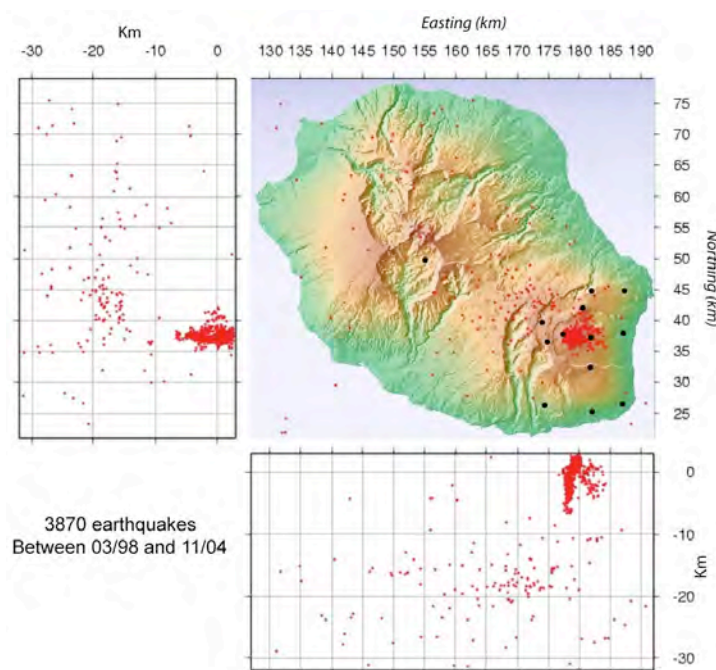 Easting (km)
Km
-30 -20 -10 0
130 135 140 145 150 155 160 165 170 175 180 185 190
75
70
65
60
55
50
45
40
35
30
25
Northing (km)
3870 earthquakes
Between 03/98 and 11/04
0
-10
-20
-30
Km